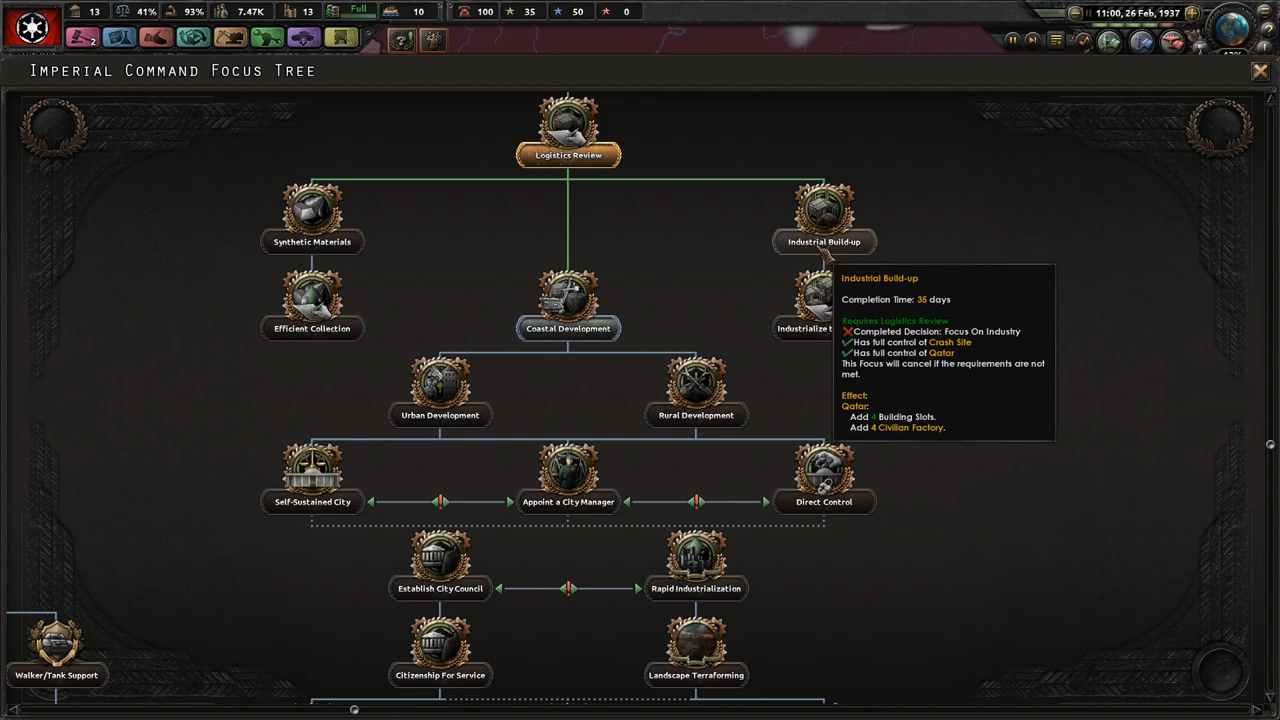 13
41%
93%
7.47K
13
Full
10
100
35
50
0
11:00, 26 Feb, 1937
2
Imperial Command Focus Tree
Logistics Review
Synthetic Materials
Industrial Build-up
Efficient Collection
Coastal Development
Industrialize t
Industrial Build-up
Completion Time: 35 days
Requires Logistics Review
Completed Decision: Focus On Industry
Has full control of Crash Site
Has full control of Qatar
This Focus will cancel if the requirements are not
met.
Effect:
Qatar:
Add 4 Building Slots.
Add 4 Civilian Factory.
Urban Development
Rural Development
Self-Sustained City
Appoint a City Manager
Direct Control
Establish City Council
Rapid Industrialization
Walker/Tank Support
Citizenship For Service
Landscape Terraforming